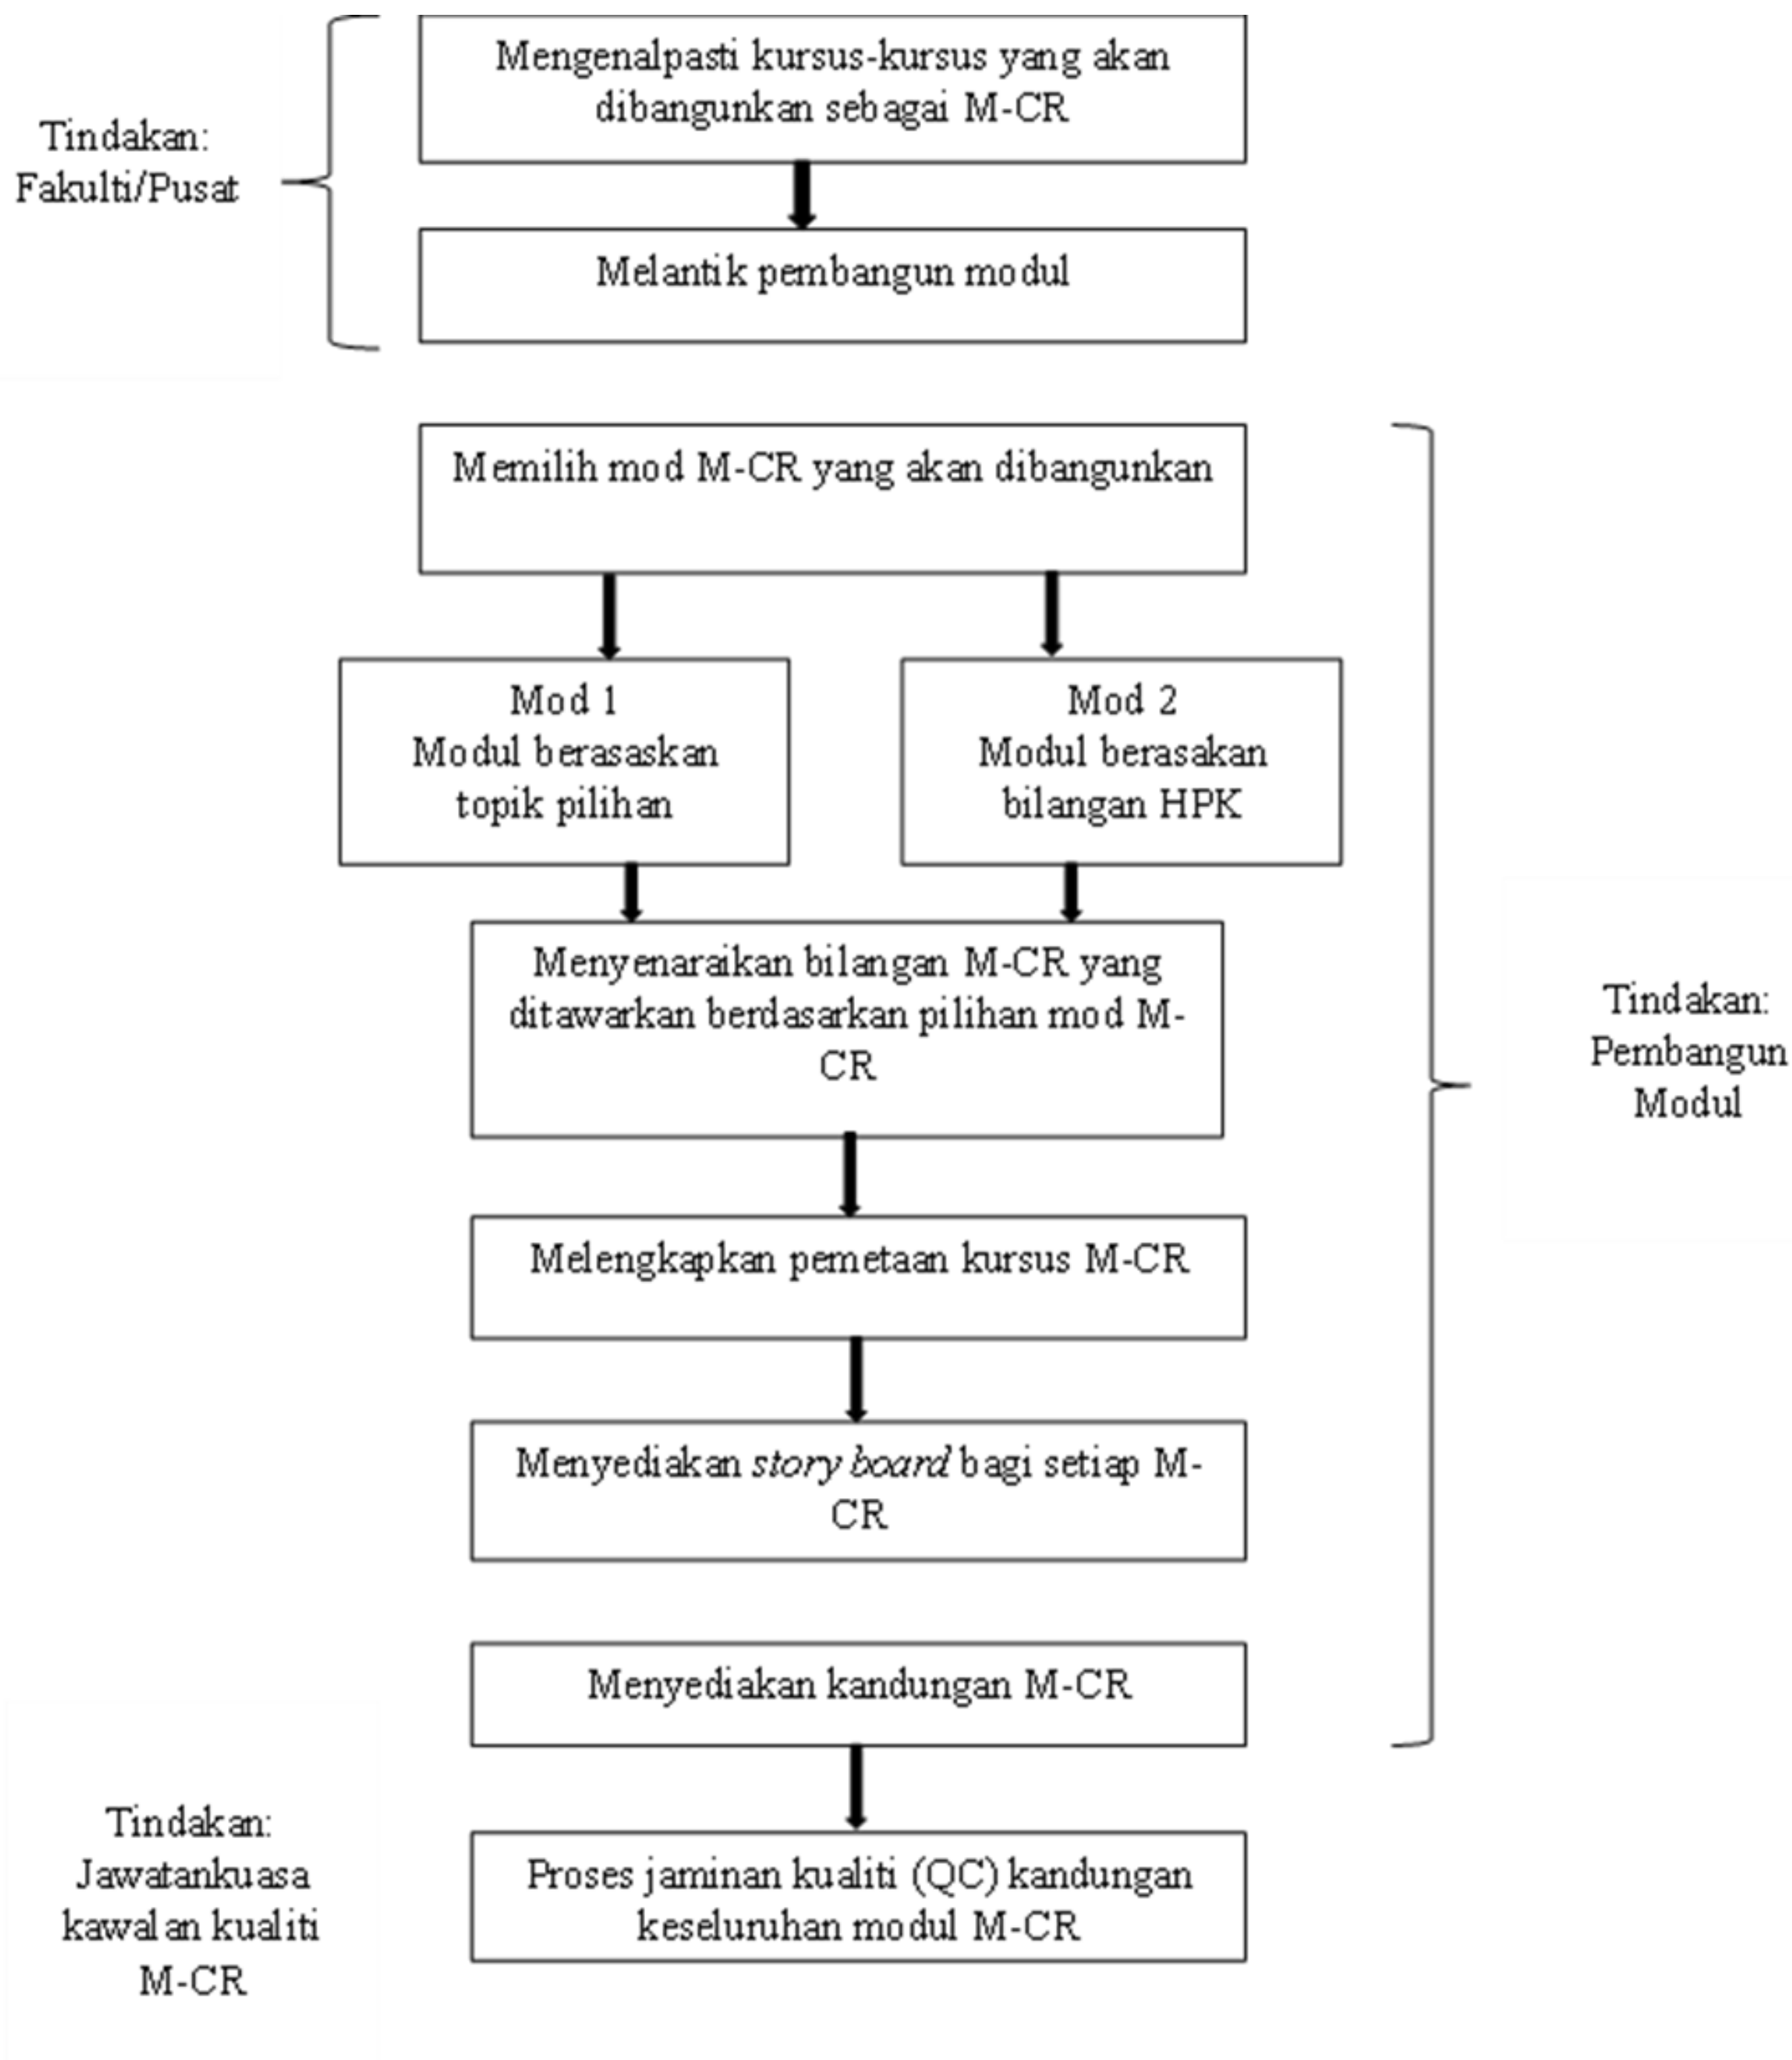 Mengenalpasti kursus-kursus yang akan
dibangunkan sebagai M-CR
Tindakan:
Fakulti/Pusat
Melantik pembangun modul
Memilih mod M-CR yang akan dibangunkan
Mod 1
Modul berasaskan
topik pilihan
Mod 2
Modul berasakan
bilangan HPK
Menyenaraikan bilangan M-CR yang
ditawarkan berdasarkan pilihan mod M-
CR
Tindakan:
Pembangun
Modul
Melengkapkan pemetaan kursus M-CR
Menyediakan story board bagi setiap M-
CR
Menyediakan kandungan M-CR
Tindakan:
Jawatankuasa
kawalan kualiti
M-CR
Proses jaminan kualiti (QC) kandungan
keseluruhan modul M-CR